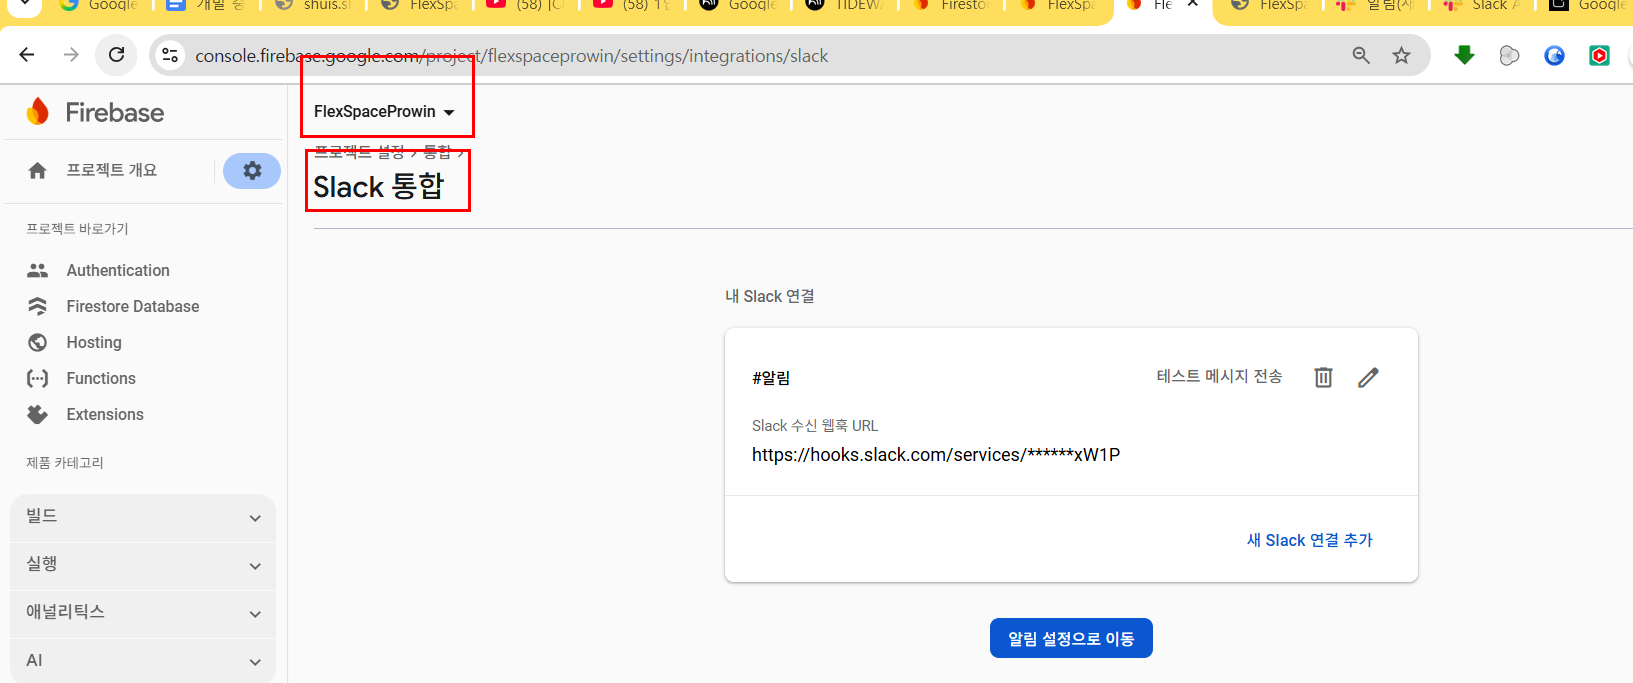 Google
개발
shuis.s
FlexSpa
(58)
(58) 1
Google
TIDEW
Firesto
FlexSpa
Fle
FlexSpa
알림(
Slack
Google
console.firebase.google.com/project/flexspaceprowin/settings/integrations/slack
Firebase
FlexSpaceProwin
프로젝트 설정 > 통합 >
프로젝트 개요
Slack 통합
프로젝트 바로가기
Authentication
Firestore Database
Hosting
Functions
Extensions
제품 카테고리
빌드
실행
애널리틱스
AI
내 Slack 연결
#알림
테스트 메시지 전송
Slack 수신 웹훅 URL
https://hooks.slack.com/services/******xW1P
새 Slack 연결 추가
알림 설정으로 이동